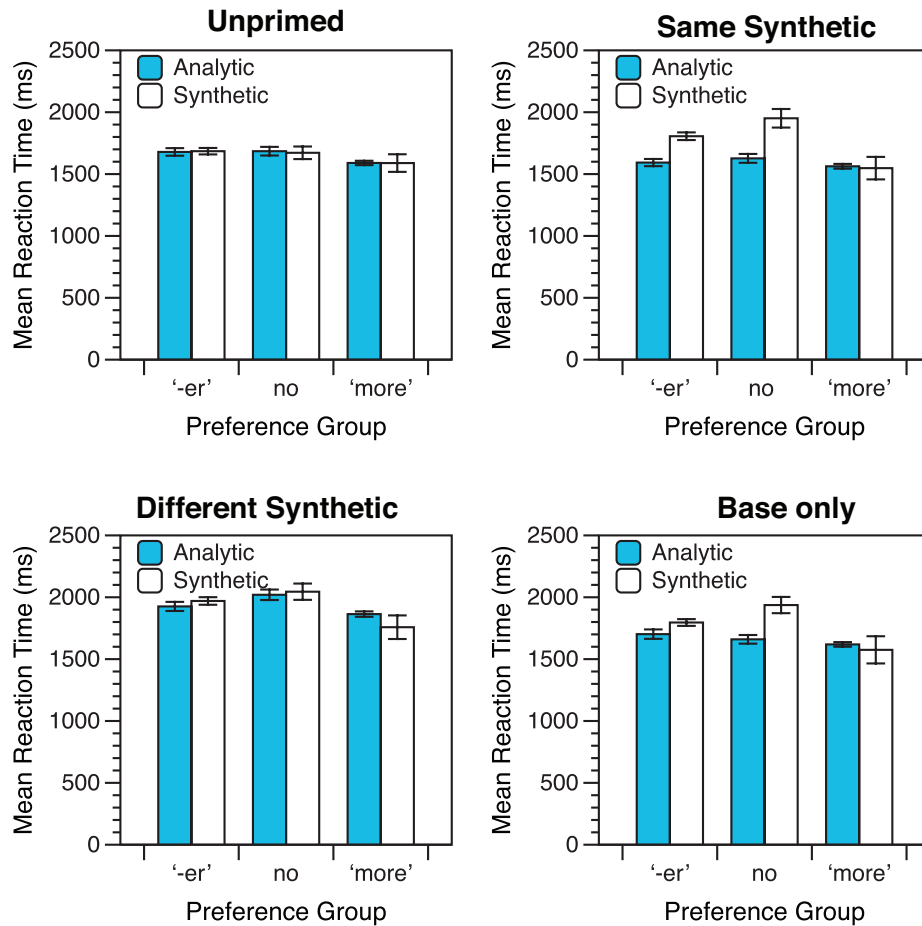 Unprimed
Mean Reaction Time (ms)
2500
2000
1500
1000
500
0
Analytic
Synthetic
‘-er’ no ‘more’
Preference Group
Same Synthetic
Mean Reaction Time (ms)
2500
2000
1500
1000
500
0
Analytic
Synthetic
‘-er’ no ‘more’
Preference Group
Different Synthetic
Mean Reaction Time (ms)
2500
2000
1500
1000
500
0
Analytic
Synthetic
‘-er’ no ‘more’
Preference Group
Base only
Mean Reaction Time (ms)
2500
2000
1500
1000
500
0
Analytic
Synthetic
‘-er’ no ‘more’
Preference Group